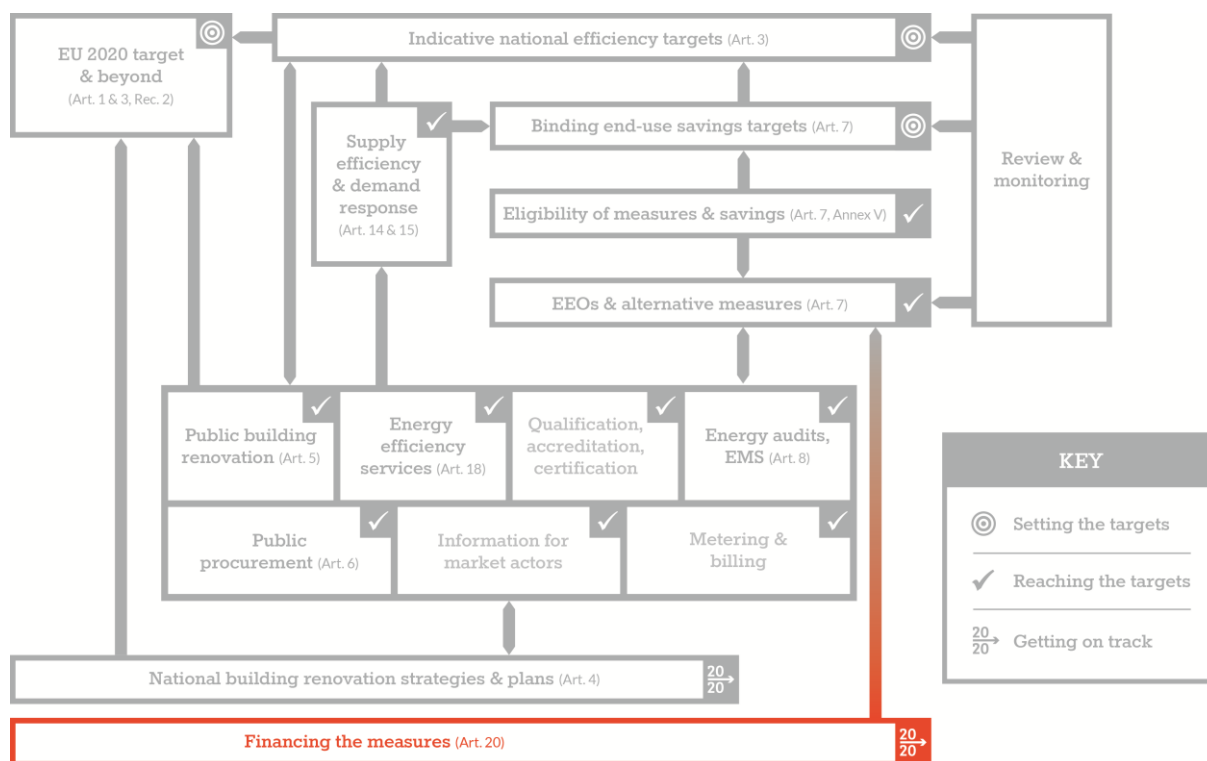 EU 2020 target
& beyond
(Art. 1 & 3, Rec. 2)
Indicative national efficiency targets (Art. 3)
Supply
efficiency
& demand
response
(Art. 14 & 15)
Binding end-use savings targets (Art. 7)
Eligibility of measures & savings (Art. 7, Annex V)
EEOs & alternative measures (Art. 7)
Review &
monitoring
Public building
renovation (Art. 5)
Energy
efficiency
services (Art. 18)
Qualification,
accreditation,
certification
Energy audits,
EMS (Art. 8)
Public
procurement (Art. 6)
Information for
market actors
Metering &
billing
National building renovation strategies & plans (Art. 4)
20
20
Financing the measures (Art. 20)
20
20
KEY
Setting the targets
Reaching the targets
20
20
Getting on track